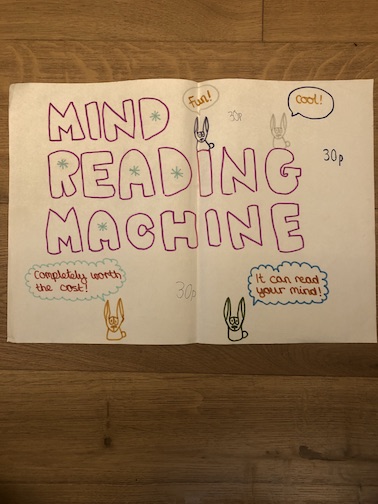 Fun!
Cool!
MIND
30p
30p
READING
MACHINE
Completely worth
the cost!
30p
It can read
your mind!